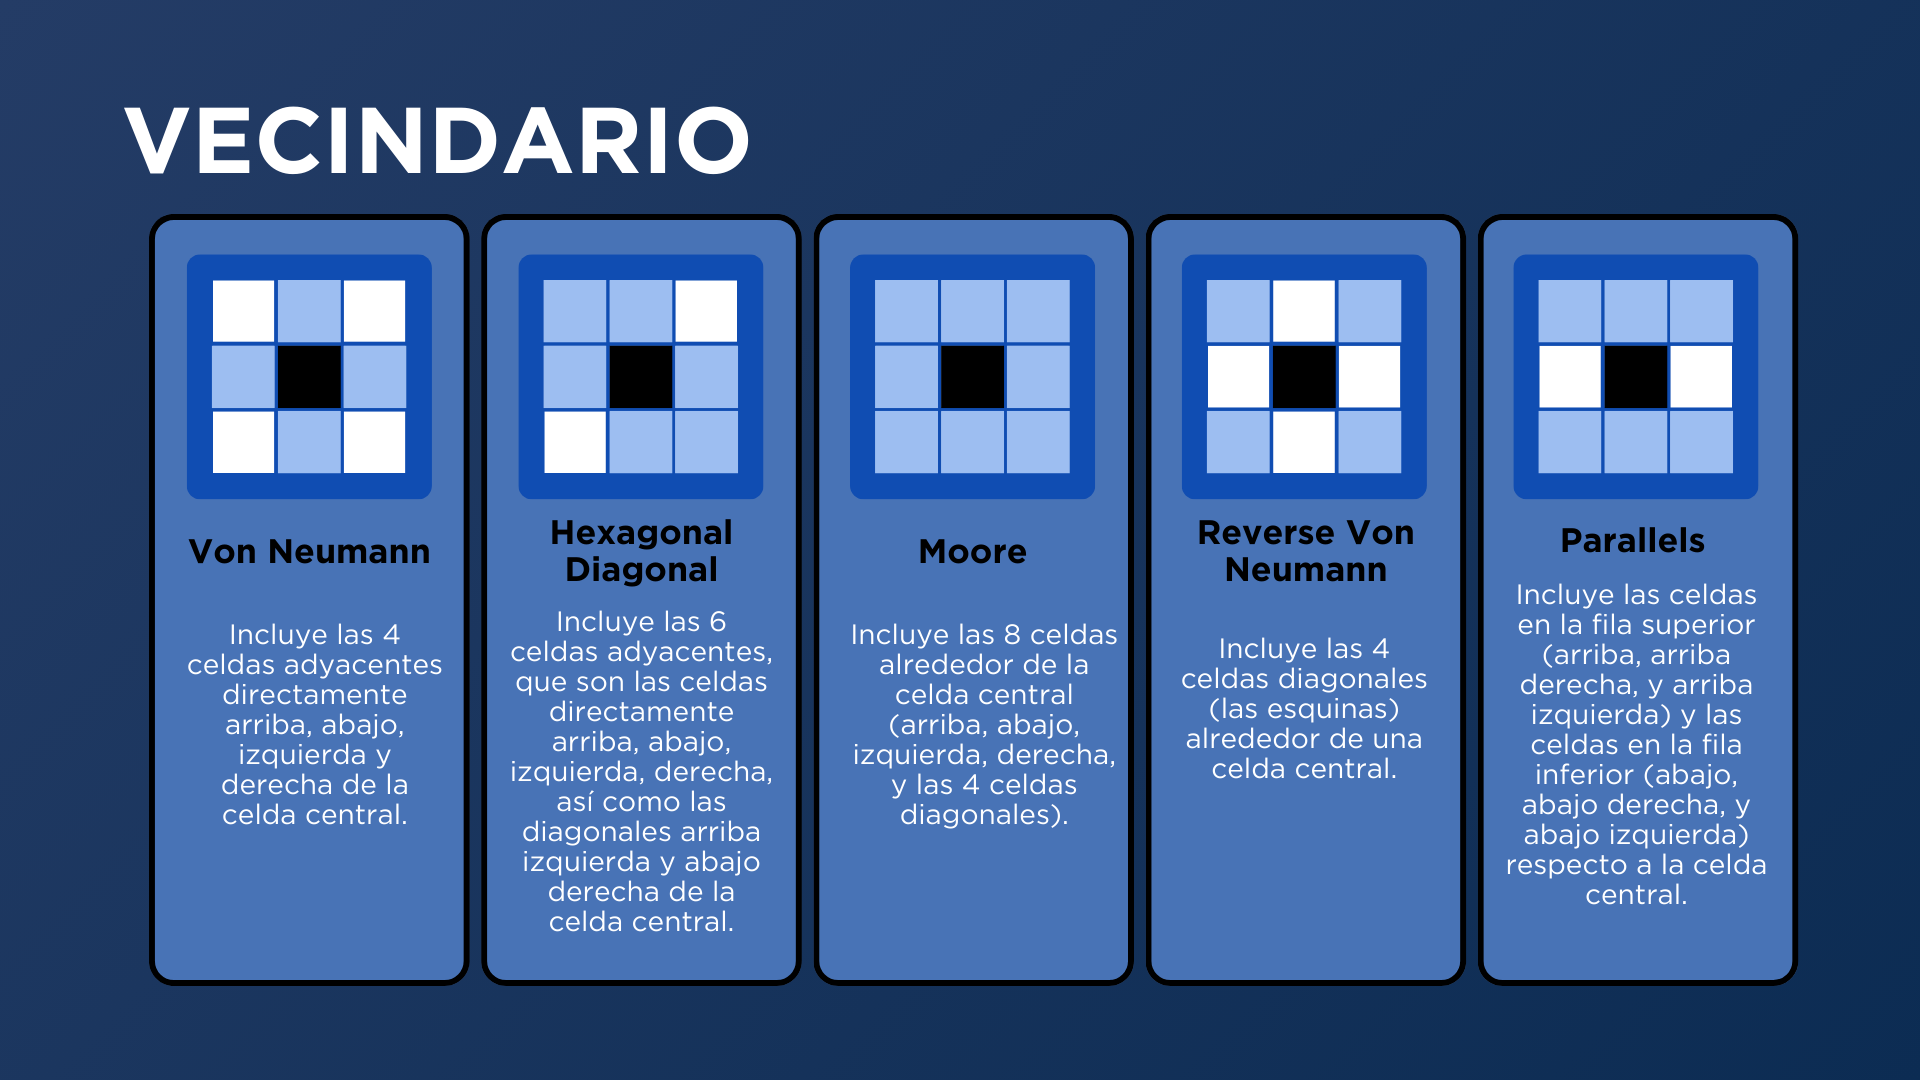 VECINDARIO
Von Neumann
Incluye las 4
celdas adyacentes
directamente
arriba, abajo,
izquierda y
derecha de la
celda central.
Hexagonal
Diagonal
Incluye las 6
celdas adyacentes,
que son las celdas
directamente
arriba, abajo,
izquierda, derecha,
así como las
diagonales arriba
izquierda y abajo
derecha de la
celda central.
Moore
Incluye las 8 celdas
alrededor de la
celda central
(arriba, abajo,
izquierda, derecha,
y las 4 celdas
diagonales).
Reverse Von
Neumann
Incluye las 4
celdas diagonales
(las esquinas)
alrededor de una
celda central.
Parallels
Incluye las celdas
en la fila superior
(arriba, arriba
derecha, y arriba
izquierda) y las
celdas en la fila
inferior (abajo,
abajo derecha, y
abajo izquierda)
respecto a la celda
central.